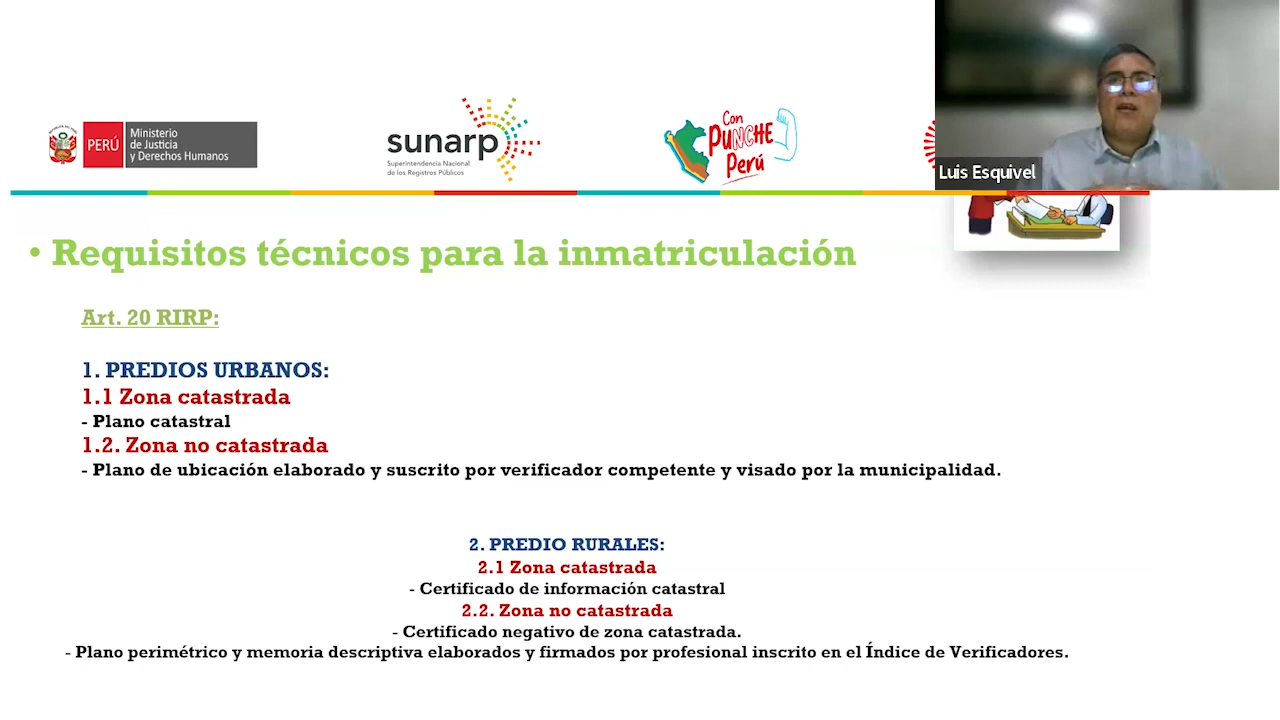 PERÚ
Ministerio
de Justicia
y Derechos Humanos
sunarp
Superintendencia Nacional
de los Registros Públicos
Con
PUNCHE
Perú
Luis Esquivel
• Requisitos técnicos para la inmatriculación
Art. 20 RIRP:
1. PREDIOS URBANOS:
1.1 Zona catastrada
- Plano catastral
1.2. Zona no catastrada
- Plano de ubicación elaborado y suscrito por verificador competente y visado por la municipalidad.
2. PREDIO RURALES:
2.1 Zona catastrada
- Certificado de información catastral
2.2. Zona no catastrada
- Certificado negativo de zona catastrada.
- Plano perimétrico y memoria descriptiva elaborados y firmados por profesional inscrito en el Índice de Verificadores.